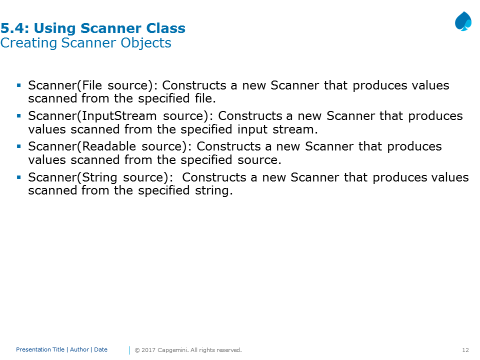 5.4: Using Scanner Class
Creating Scanner Objects
▪ Scanner(File source): Constructs a new Scanner that produces values
scanned from the specified file.
▪ Scanner(InputStream source): Constructs a new Scanner that produces
values scanned from the specified input stream.
▪ Scanner(Readable source): Constructs a new Scanner that produces
values scanned from the specified source.
▪ Scanner(String source):  Constructs a new Scanner that produces values
scanned from the specified string.
Presentation Title | Author | Date
© 2017 Capgemini. All rights reserved.
12